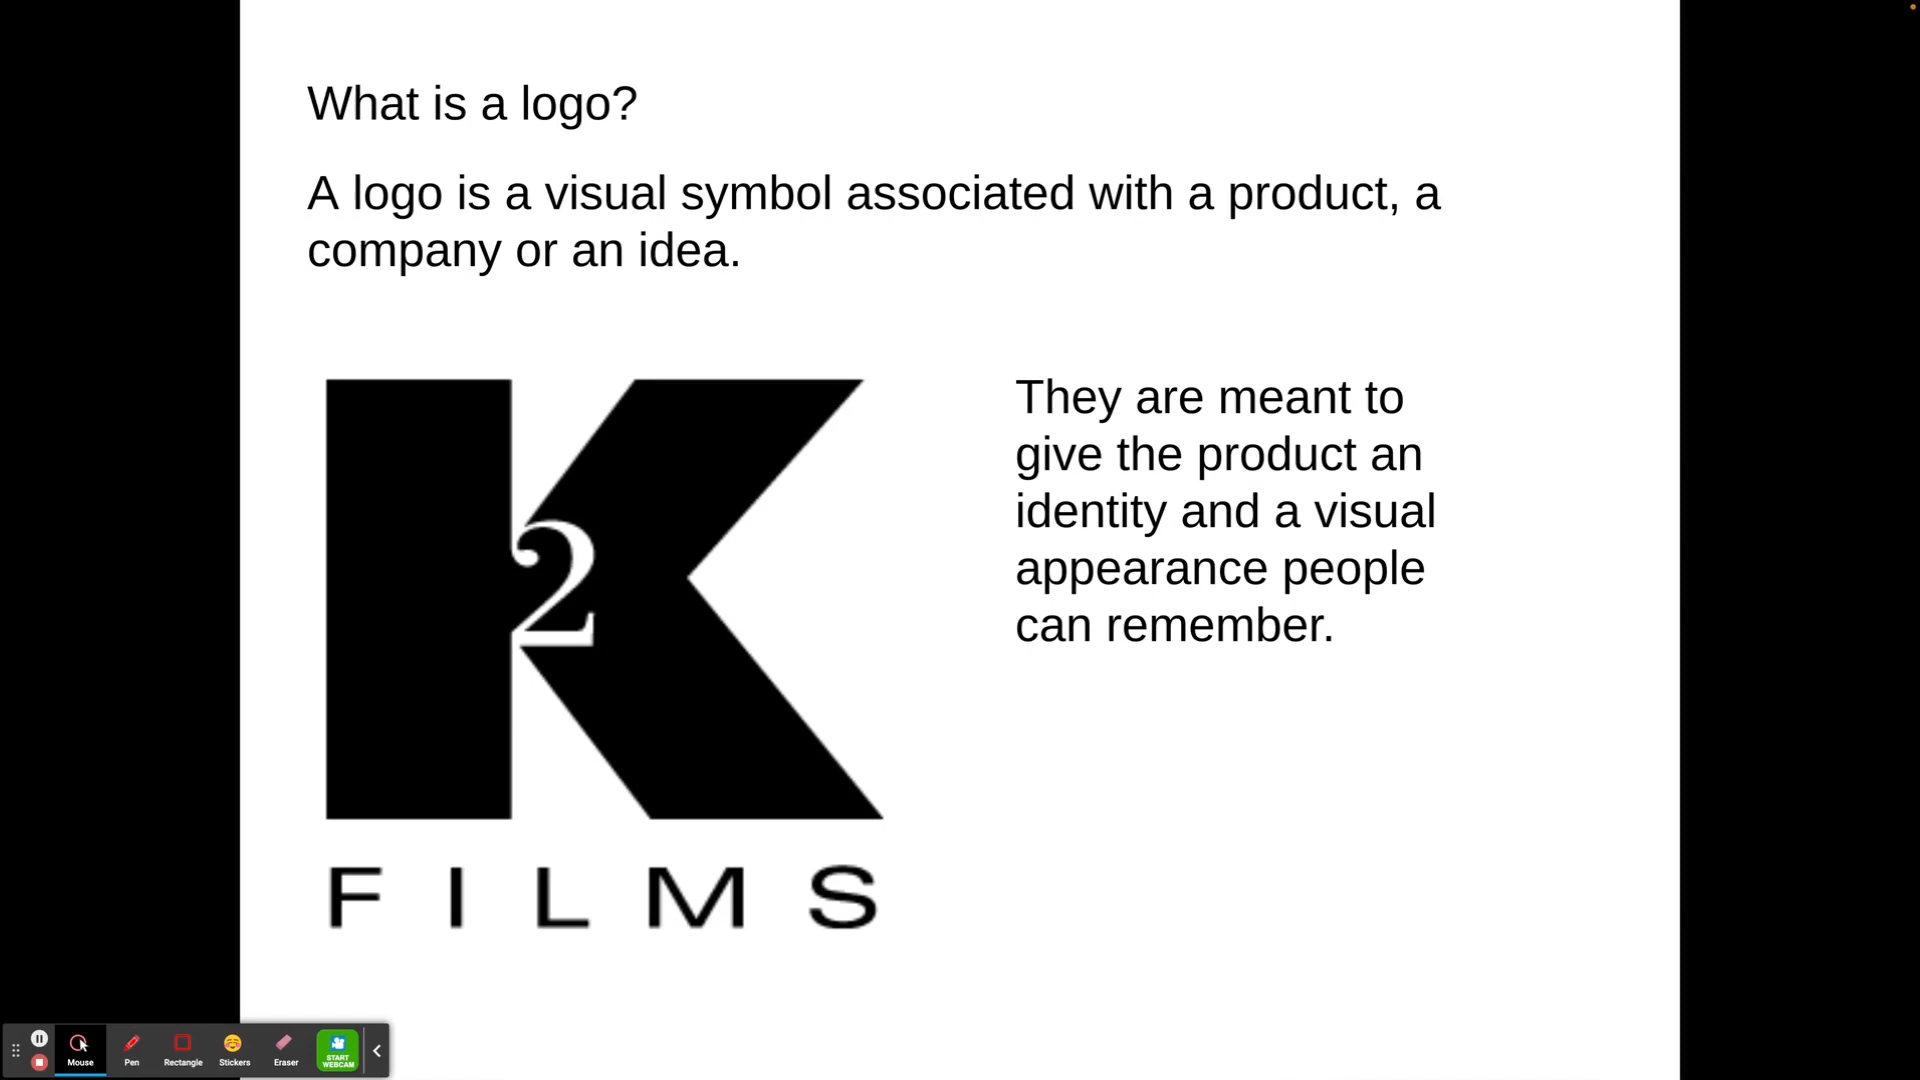 What is a logo?
A logo is a visual symbol associated with a product, a
company or an idea.
K2
FILMS
They are meant to
give the product an
identity and a visual
appearance people
can remember.
Mouse
Pen
Rectangle
Stickers
Eraser
START
WEBCAM